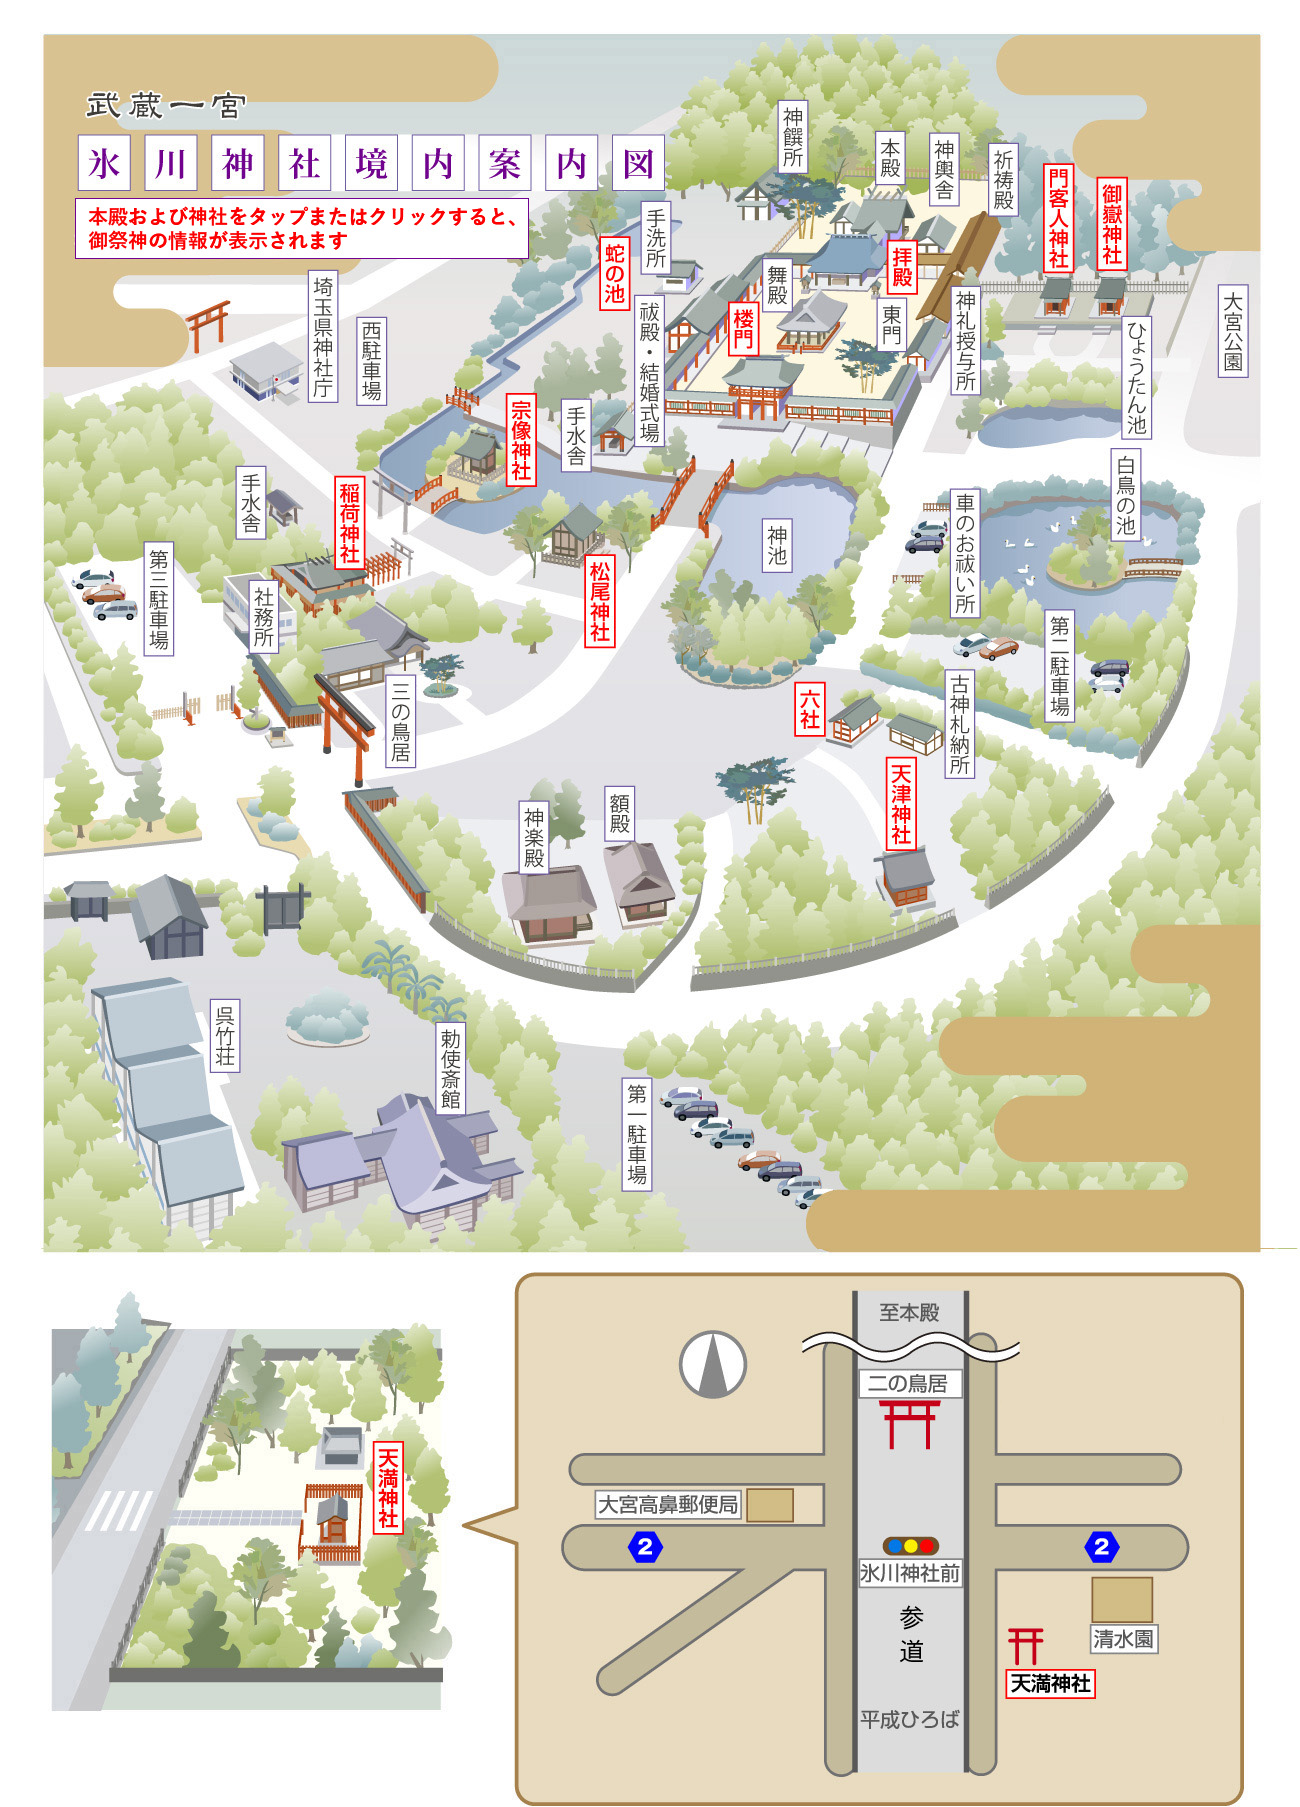 武蔵一宮
氷川神社境内案内図
本殿および神社をタップまたはクリックすると、
御祭神の情報が表示されます
神饌所
本殿
神輿舎
祈祷殿
門客人神社
御嶽神社
手洗所
蛇の池
舞殿
拝殿
楼門
東門
神札授与所
ひょうたん池
大宮公園
埼玉県神社庁
西駐車場
祓殿・結婚式場
宗像神社
手水舎
手水舎
稲荷神社
白鳥の池
車のお祓い所
神池
第三駐車場
社務所
松尾神社
第二駐車場
三の鳥居
六社
古神札納所
天津神社
神楽殿
額殿
呉竹荘
勅使斎館
第一駐車場
天満神社
至本殿
二の鳥居
大宮高鼻郵便局
2
2
氷川神社前
参道
清水園
天満神社
平成ひろば